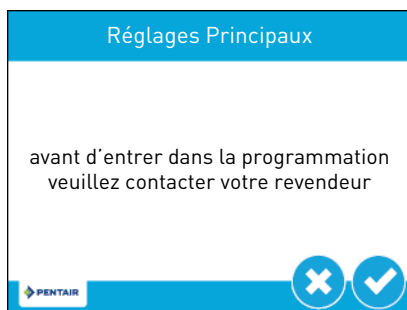 Réglages Principaux
avant d'entrer dans la programmation
veuillez contacter votre revendeur
PENTAIR